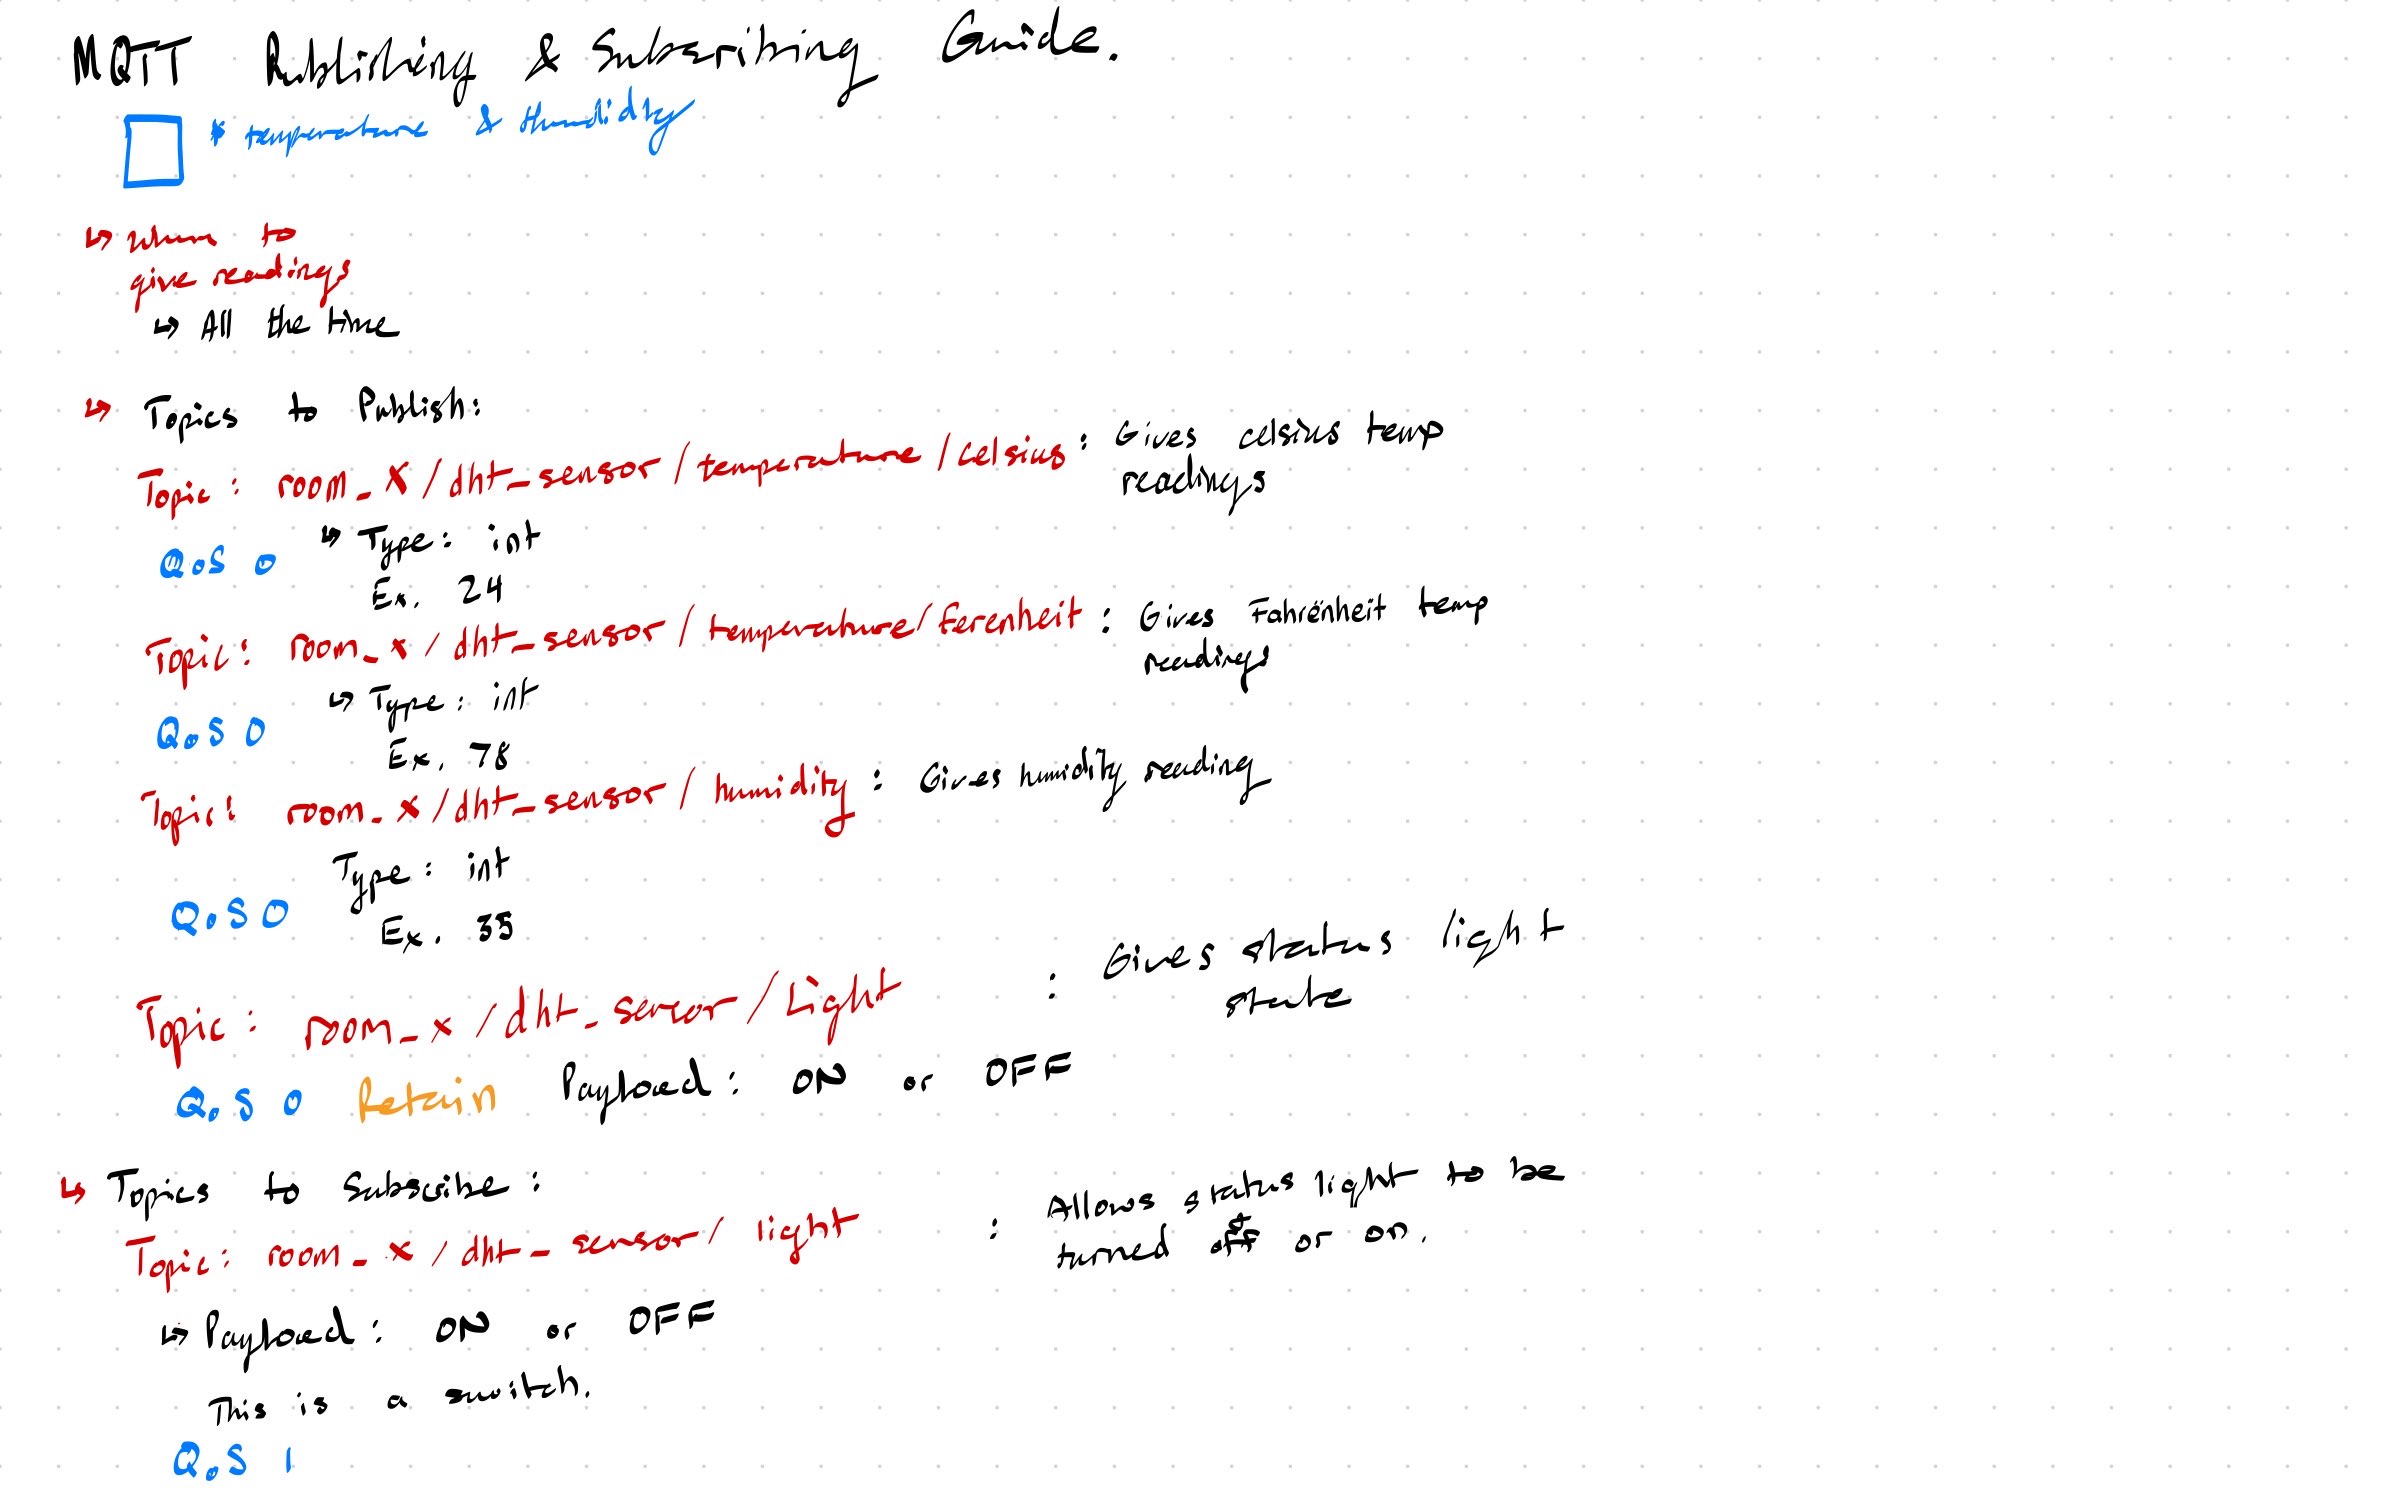 MQTT Publishing & Subscribing Guide.
* temperature & Humidity
↳ When to
give readings
↳ All the time
↳ Topics to Publish:
Topic: room_X/dht_sensor/temperature/celsius: Gives celsius temp
readings
QoS 0 ↳ Type: int
Ex. 24
Topic: room_x/dht_sensor/temperature/ferenheit: Gives Fahrenheit temp
readings
QoS 0 ↳ Type: int
Ex. 78
Topic: room_x/dht_sensor/humidity: Gives humidity reading
QoS 0 Type: int
Ex. 35
Topic: room_x/dht_sensor/Light : Gives status light
state
QoS 0 Retain Payload: ON or OFF
↳ Topics to Subscribe:
Topic: room_x/dht_sensor/light : Allows status light to be
turned off or on.
↳ Payload: ON or OFF
This is a switch.
QoS 1